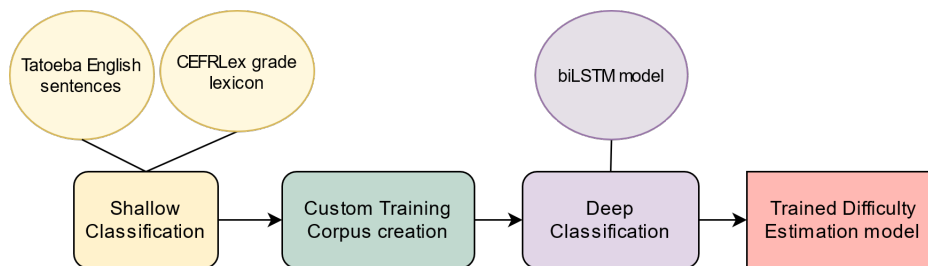 Tatoeba English
sentences
CEFRLex grade
lexicon
biLSTM model
Shallow
Classification
Custom Training
Corpus creation
Deep
Classification
Trained Difficulty
Estimation model